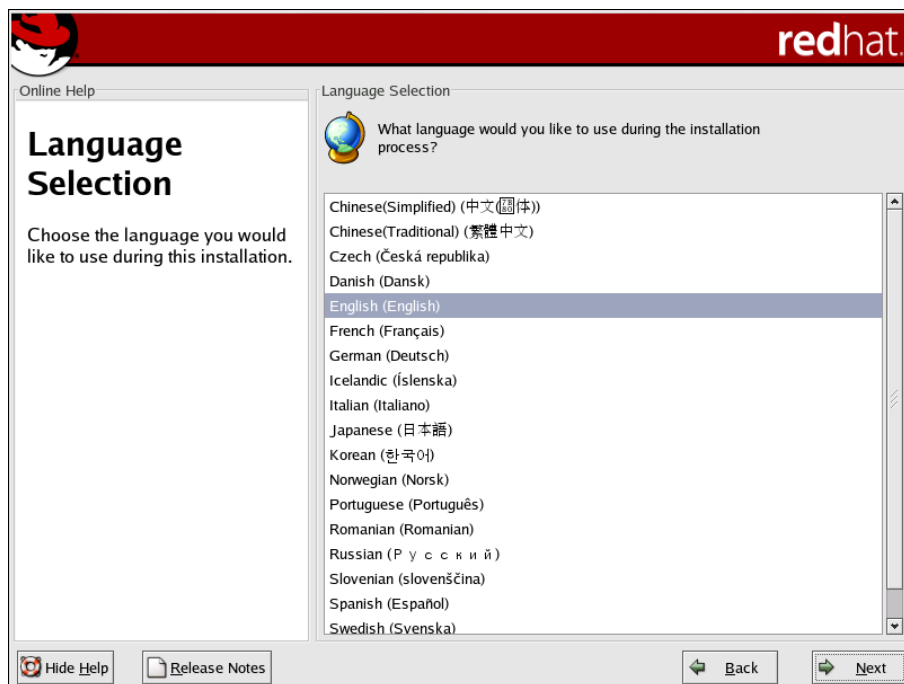 redhat.
Online Help
Language
Selection
Choose the language you would
like to use during this installation.
Language Selection
What language would you like to use during the installation
process?
Chinese(Simplified) (中文(体))
Chinese(Traditional) (繁體中文)
Czech (Česká republika)
Danish (Dansk)
English (English)
French (Français)
German (Deutsch)
Icelandic (Íslenska)
Italian (Italiano)
Japanese (日本語)
Korean (한국어)
Norwegian (Norsk)
Portuguese (Português)
Romanian (Romanian)
Russian (Р у с с к и й)
Slovenian (slovenščina)
Spanish (Español)
Swedish (Svenska)
Hide Help
Release Notes
Back
Next